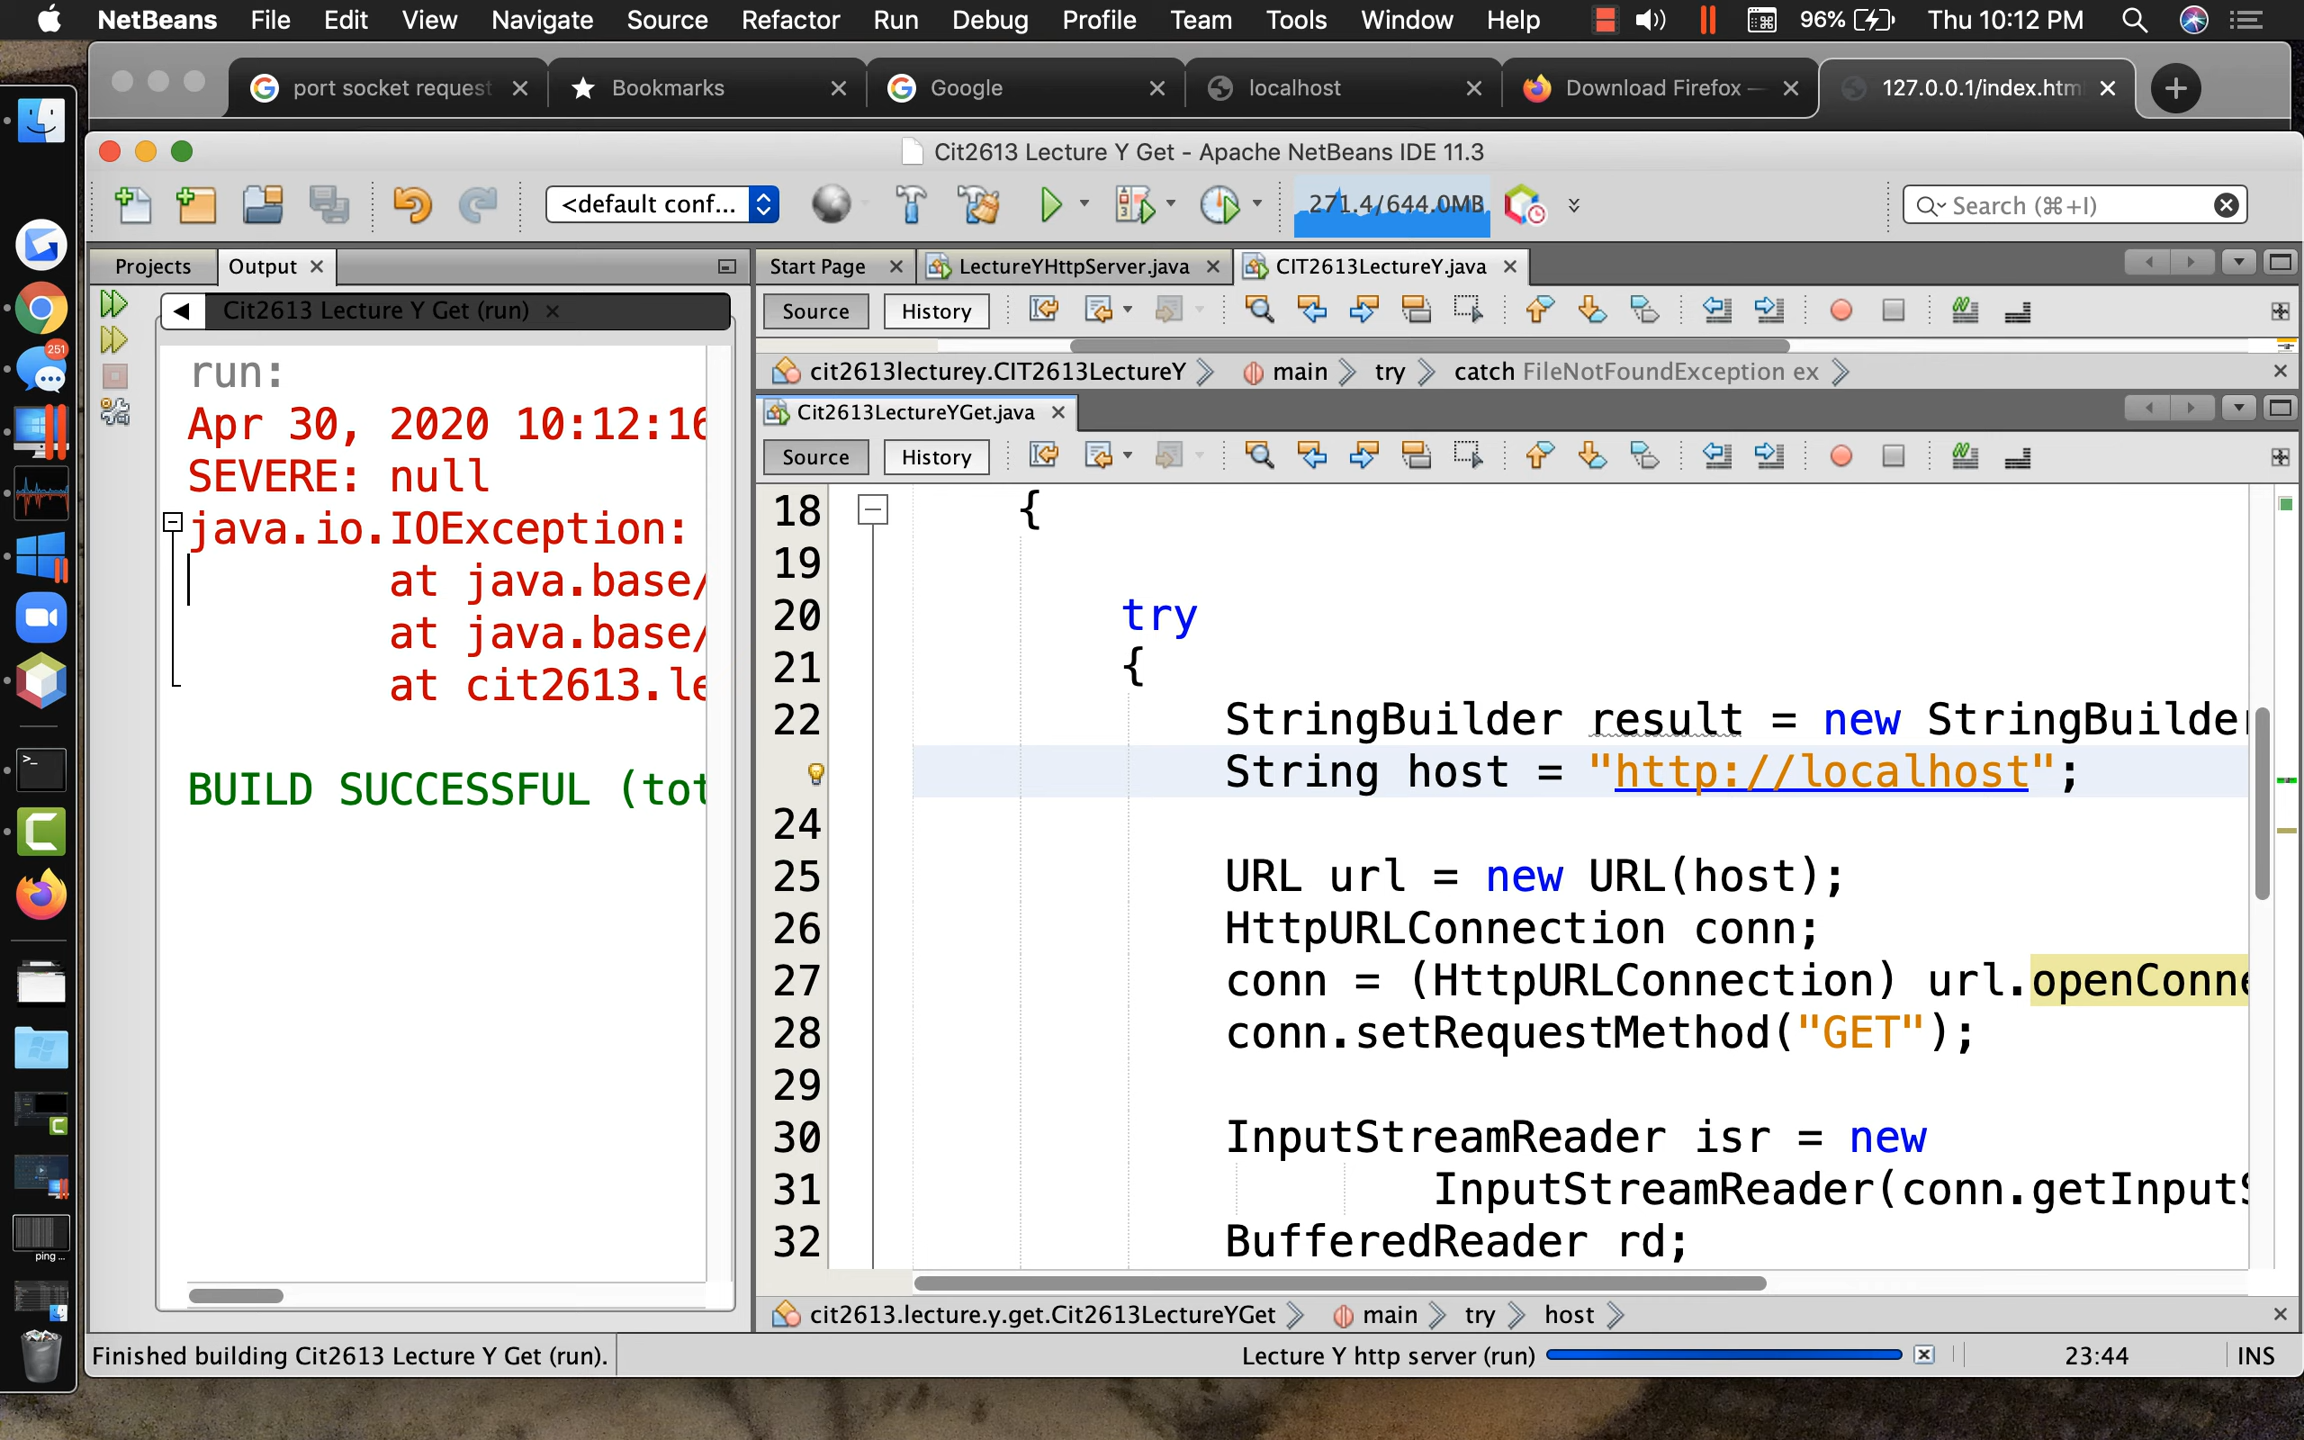 NetBeans File Edit View Navigate Source Refactor Run Debug Profile Team Tools Window Help 96% Thu 10:12 PM
port socket request Bookmarks Google localhost Download Firefox — 127.0.0.1/index.htm
Cit2613 Lecture Y Get - Apache NetBeans IDE 11.3
<default conf... 271.4/644.0MB Search (⌘+I)
Projects Output Start Page LectureYHttpServer.java CIT2613LectureY.java
Cit2613 Lecture Y Get (run) Source History
cit2613lecturey.CIT2613LectureY main try catch FileNotFoundException ex
Cit2613LectureYGet.java
Source History
run:
Apr 30, 2020 10:12:16
SEVERE: null
java.io.IOException:
at java.base/
at java.base/
at cit2613.le
BUILD SUCCESSFUL (tot
18 {
19
20 try
21 {
22 StringBuilder result = new StringBuilder
String host = "http://localhost";
24
25 URL url = new URL(host);
26 HttpURLConnection conn;
27 conn = (HttpURLConnection) url.openConne
28 conn.setRequestMethod("GET");
29
30 InputStreamReader isr = new
31 InputStreamReader(conn.getInputS
32 BufferedReader rd;
cit2613.lecture.y.get.Cit2613LectureYGet main try host
Finished building Cit2613 Lecture Y Get (run). Lecture Y http server (run) 23:44 INS
251
ping ...